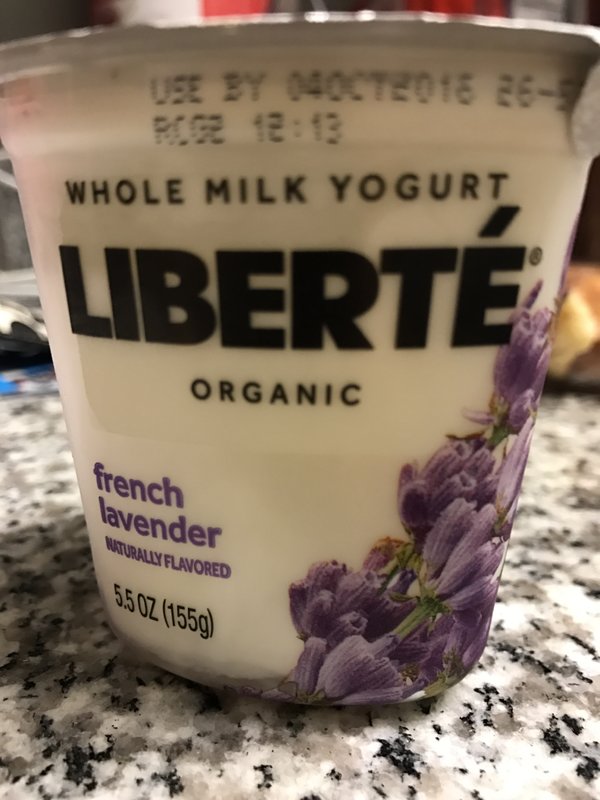 USE BY 04OCT2016 26-
RCG2 12:13
WHOLE MILK YOGURT
LIBERTÉ®
ORGANIC
french
lavender
NATURALLY FLAVORED
5.5 OZ (155g)